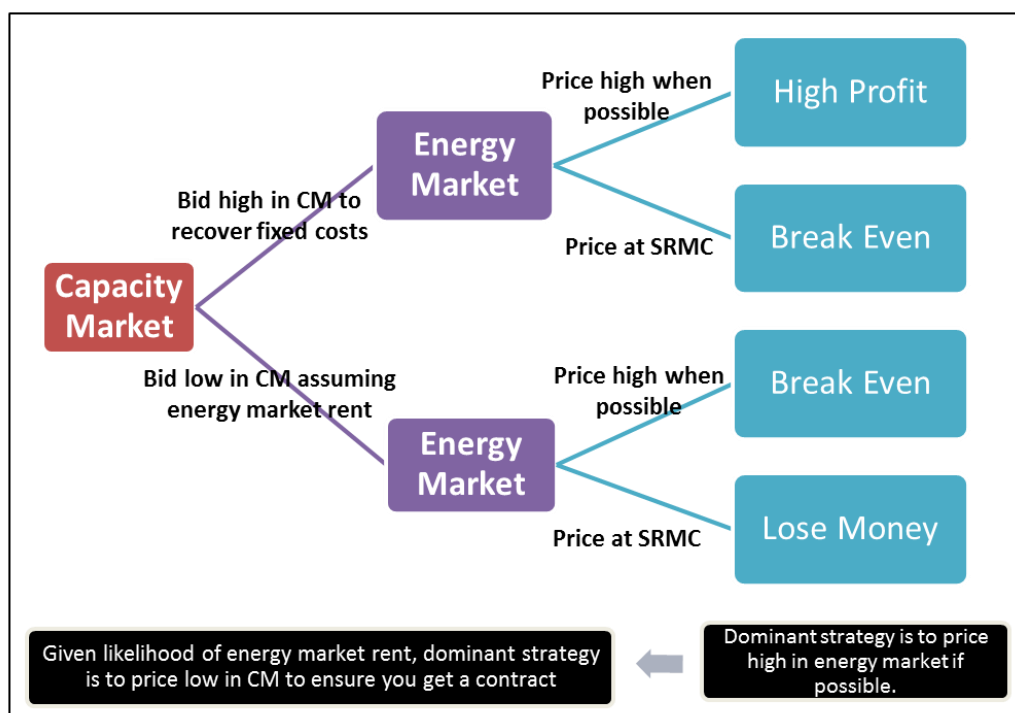 Price high when
possible
High Profit
Energy
Market
Bid high in CM to
recover fixed costs
Price at SRMC
Break Even
Capacity
Market
Bid low in CM assuming
energy market rent
Price high when
possible
Break Even
Energy
Market
Price at SRMC
Lose Money
Given likelihood of energy market rent, dominant strategy
is to price low in CM to ensure you get a contract
Dominant strategy is to price
high in energy market if
possible.